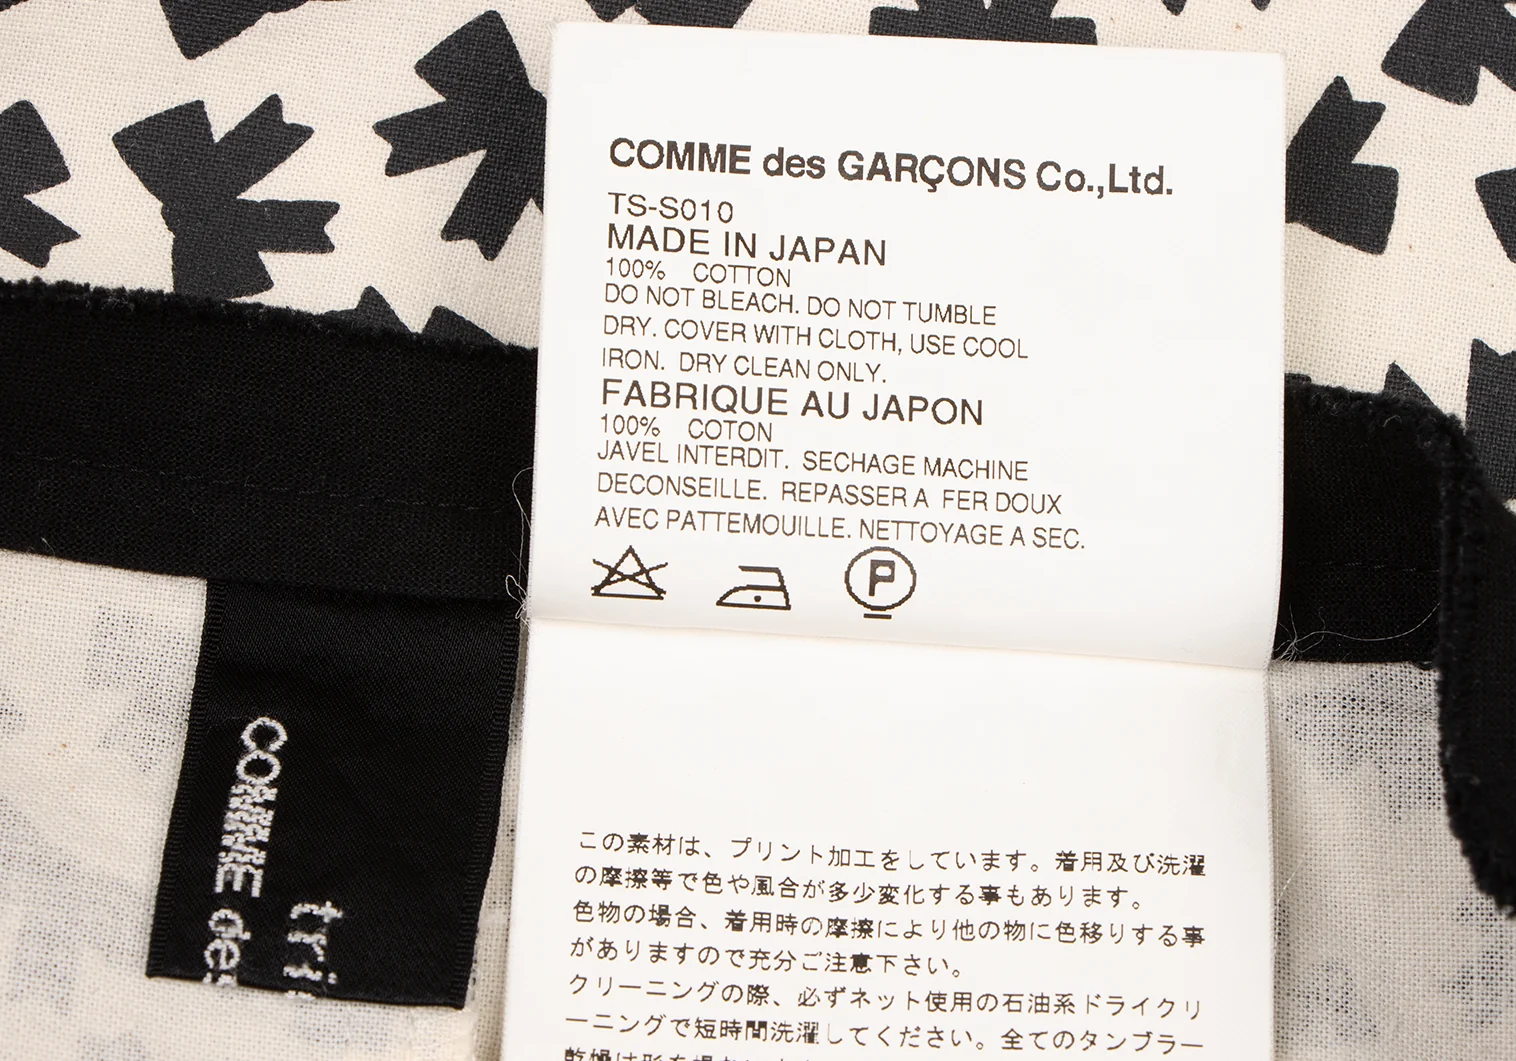 COMME des GARÇONS Co.,Ltd.
TS-S010
MADE IN JAPAN
100% COTTON
DO NOT BLEACH. DO NOT TUMBLE
DRY. COVER WITH CLOTH, USE COOL
IRON. DRY CLEAN ONLY.
FABRIQUE AU JAPON
100% COTON
JAVEL INTERDIT. SECHAGE MACHINE
DECONSEILLE. REPASSER A FER DOUX
AVEC PATTEMOUILLE. NETTOYAGE A SEC.
P
この素材は、プリント加工をしています。着用及び洗濯
の摩擦等で色や風合が多少変化する事もあります。
色物の場合、着用時の摩擦により他の物に色移りする事
がありますので充分ご注意下さい。
クリーニングの際、必ずネット使用の石油系ドライクリ
ーニングで短時間洗濯してください。全てのタンブラー
tri
COMME de